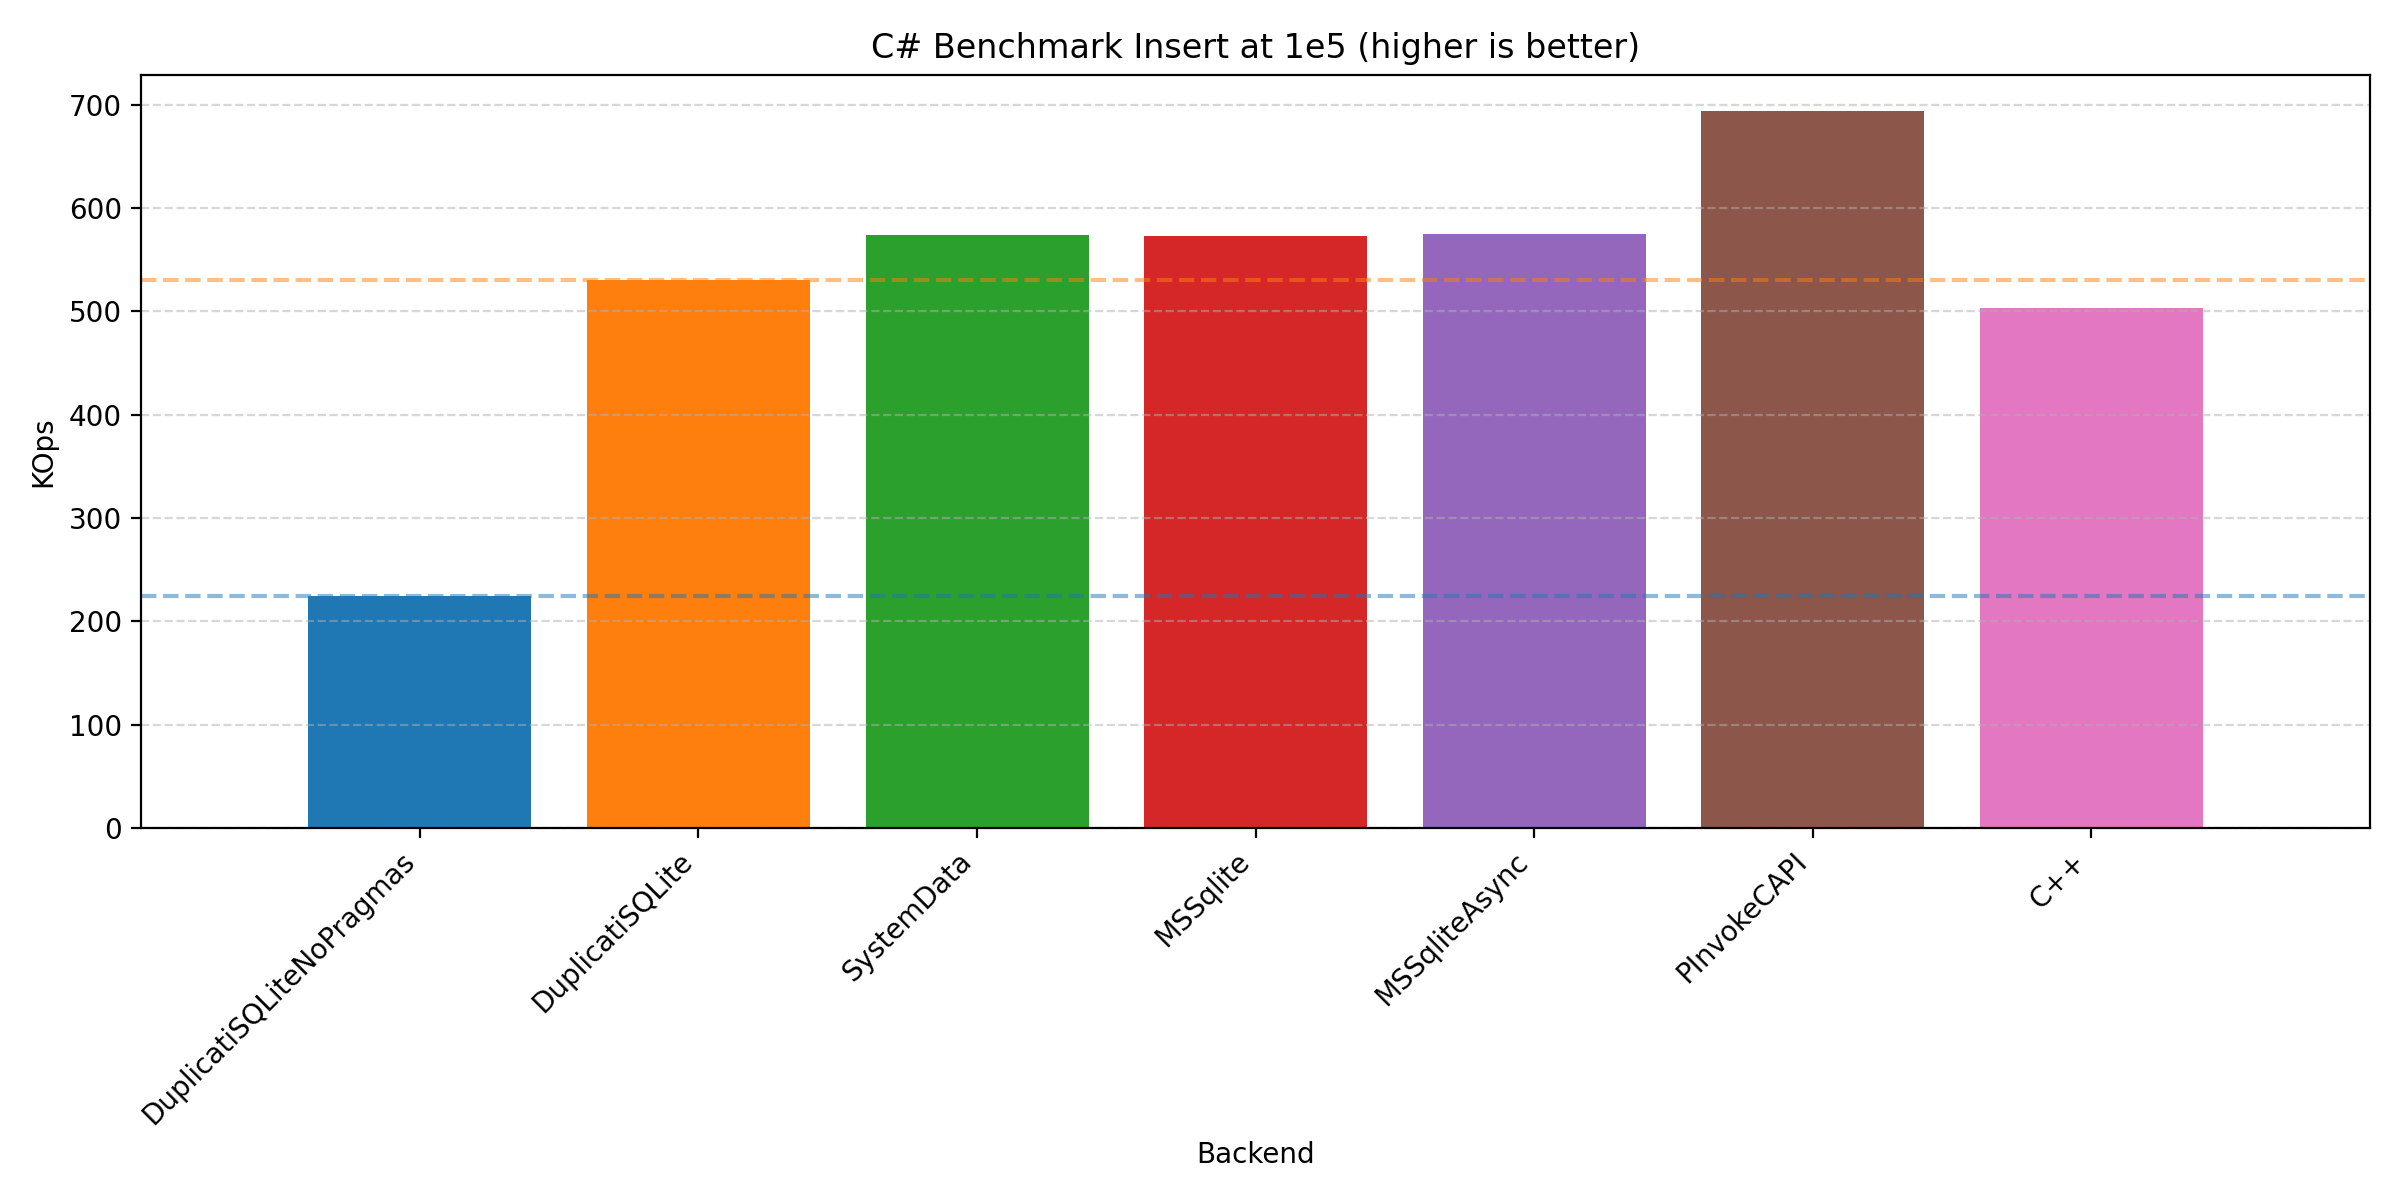 C# Benchmark Insert at 1e5 (higher is better)
700
600
500
400
300
200
100
0
KOps
DuplicatiSQLiteNoPragmas
DuplicatiSQLite
SystemData
MSSqlite
MSSqliteAsync
PInvokeCAPI
C++
Backend